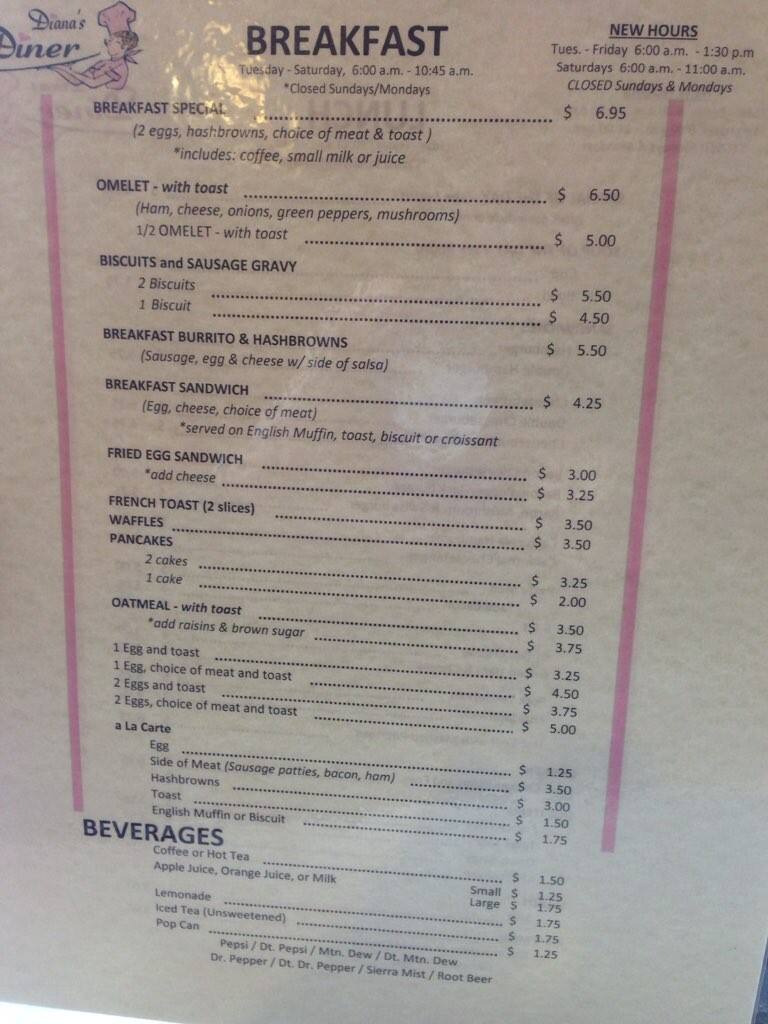 Diana's
Diner
BREAKFAST
Tuesday - Saturday, 6:00 a.m. - 10:45 a.m.
*Closed Sundays/Mondays
NEW HOURS
Tues. - Friday 6:00 a.m. - 1:30 p.m
Saturdays 6:00 a.m. - 11:00 a.m.
CLOSED Sundays & Mondays
BREAKFAST SPECIAL $ 6.95
(2 eggs, hashbrowns, choice of meat & toast )
*includes: coffee, small milk or juice
OMELET - with toast $ 6.50
(Ham, cheese, onions, green peppers, mushrooms)
1/2 OMELET - with toast $ 5.00
BISCUITS and SAUSAGE GRAVY
2 Biscuits $ 5.50
1 Biscuit $ 4.50
BREAKFAST BURRITO & HASHBROWNS $ 5.50
(Sausage, egg & cheese w/ side of salsa)
BREAKFAST SANDWICH $ 4.25
(Egg, cheese, choice of meat)
*served on English Muffin, toast, biscuit or croissant
FRIED EGG SANDWICH $ 3.00
*add cheese $ 3.25
FRENCH TOAST (2 slices) $ 3.50
WAFFLES $ 3.50
PANCAKES
2 cakes $ 3.25
1 cake $ 2.00
OATMEAL - with toast $ 3.50
*add raisins & brown sugar $ 3.75
1 Egg and toast $ 3.25
1 Egg, choice of meat and toast $ 4.50
2 Eggs and toast $ 3.75
2 Eggs, choice of meat and toast $ 5.00
a La Carte
Egg $ 1.25
Side of Meat (Sausage patties, bacon, ham) $ 3.50
Hashbrowns $ 3.00
Toast $ 1.50
English Muffin or Biscuit $ 1.75
BEVERAGES
Coffee or Hot Tea $ 1.50
Apple Juice, Orange Juice, or Milk Small $ 1.25
Large $ 1.75
Lemonade $ 1.75
Iced Tea (Unsweetened) $ 1.75
Pop Can $ 1.25
Pepsi / Dt. Pepsi / Mtn. Dew / Dt. Mtn. Dew
Dr. Pepper / Dt. Dr. Pepper / Sierra Mist / Root Beer